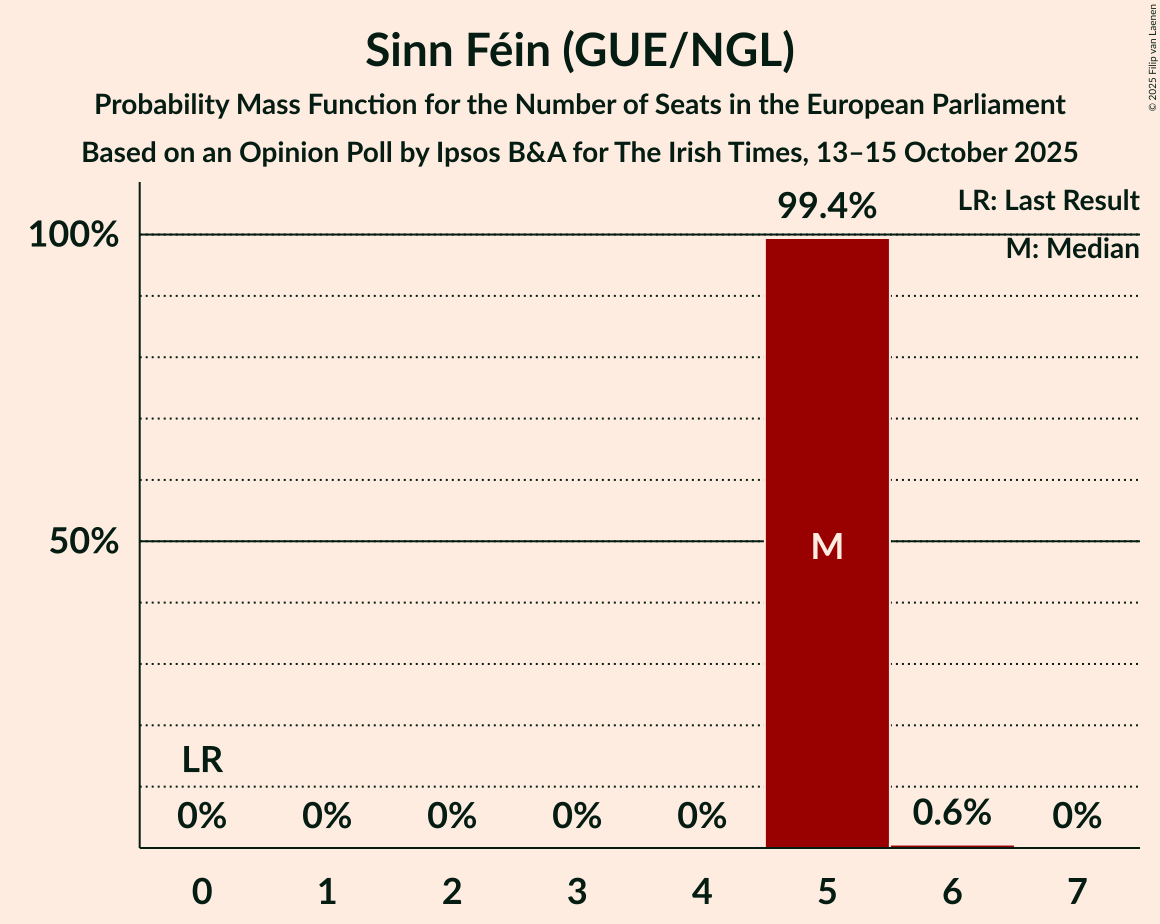 Sinn Féin (GUE/NGL)
Probability Mass Function for the Number of Seats in the European Parliament
Based on an Opinion Poll by Ipsos B&A for The Irish Times, 13–15 October 2025
© 2025 Filip van Laenen
LR: Last Result
M: Median
99.4%
100%
50%
M
LR
0% 0% 0% 0% 0% 0.6% 0%
0 1 2 3 4 5 6 7